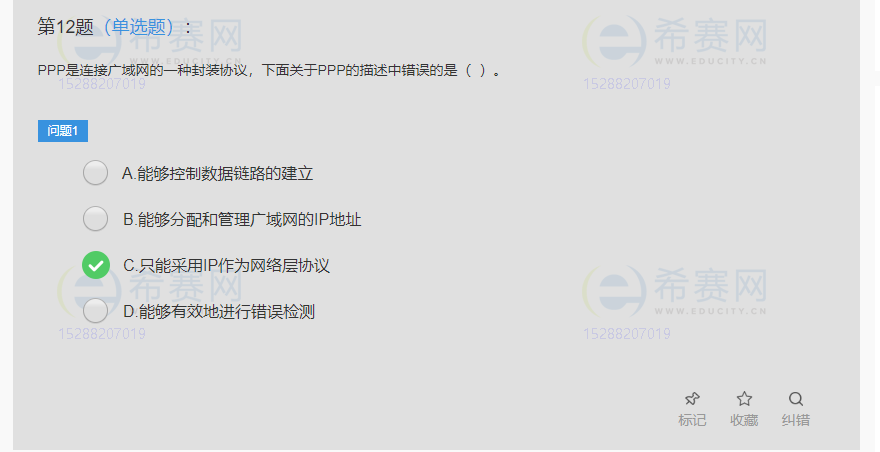 第12题（单选题）：
希赛网
WWW.EDUCITY.CN
希赛网
WWW.EDUCITY.CN
PPP是连接广域网的一种封装协议，下面关于PPP的描述中错误的是（ ）。
15288207019
15288207019
问题1
A.能够控制数据链路的建立
B.能够分配和管理广域网的IP地址
C.只能采用IP作为网络层协议
希赛网
WWW.EDUCITY.CN
希赛网
WWW.EDUCITY.CN
D.能够有效地进行错误检测
15288207019
15288207019
标记 收藏 纠错